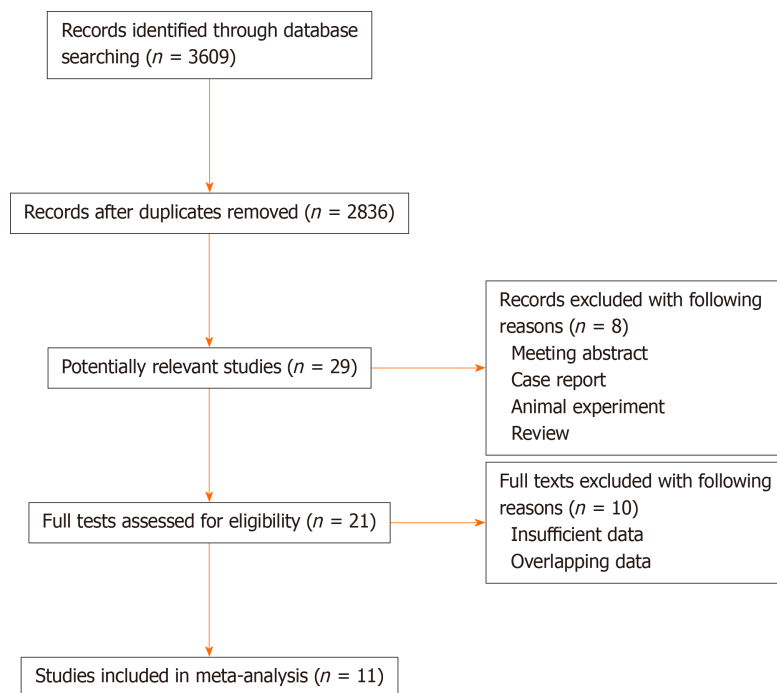 Records identified through database
searching (n = 3609)
Records after duplicates removed (n = 2836)
Records excluded with following
reasons (n = 8)
Meeting abstract
Case report
Animal experiment
Review
Potentially relevant studies (n = 29)
Full texts excluded with following
reasons (n = 10)
Insufficient data
Overlapping data
Full tests assessed for eligibility (n = 21)
Studies included in meta-analysis (n = 11)